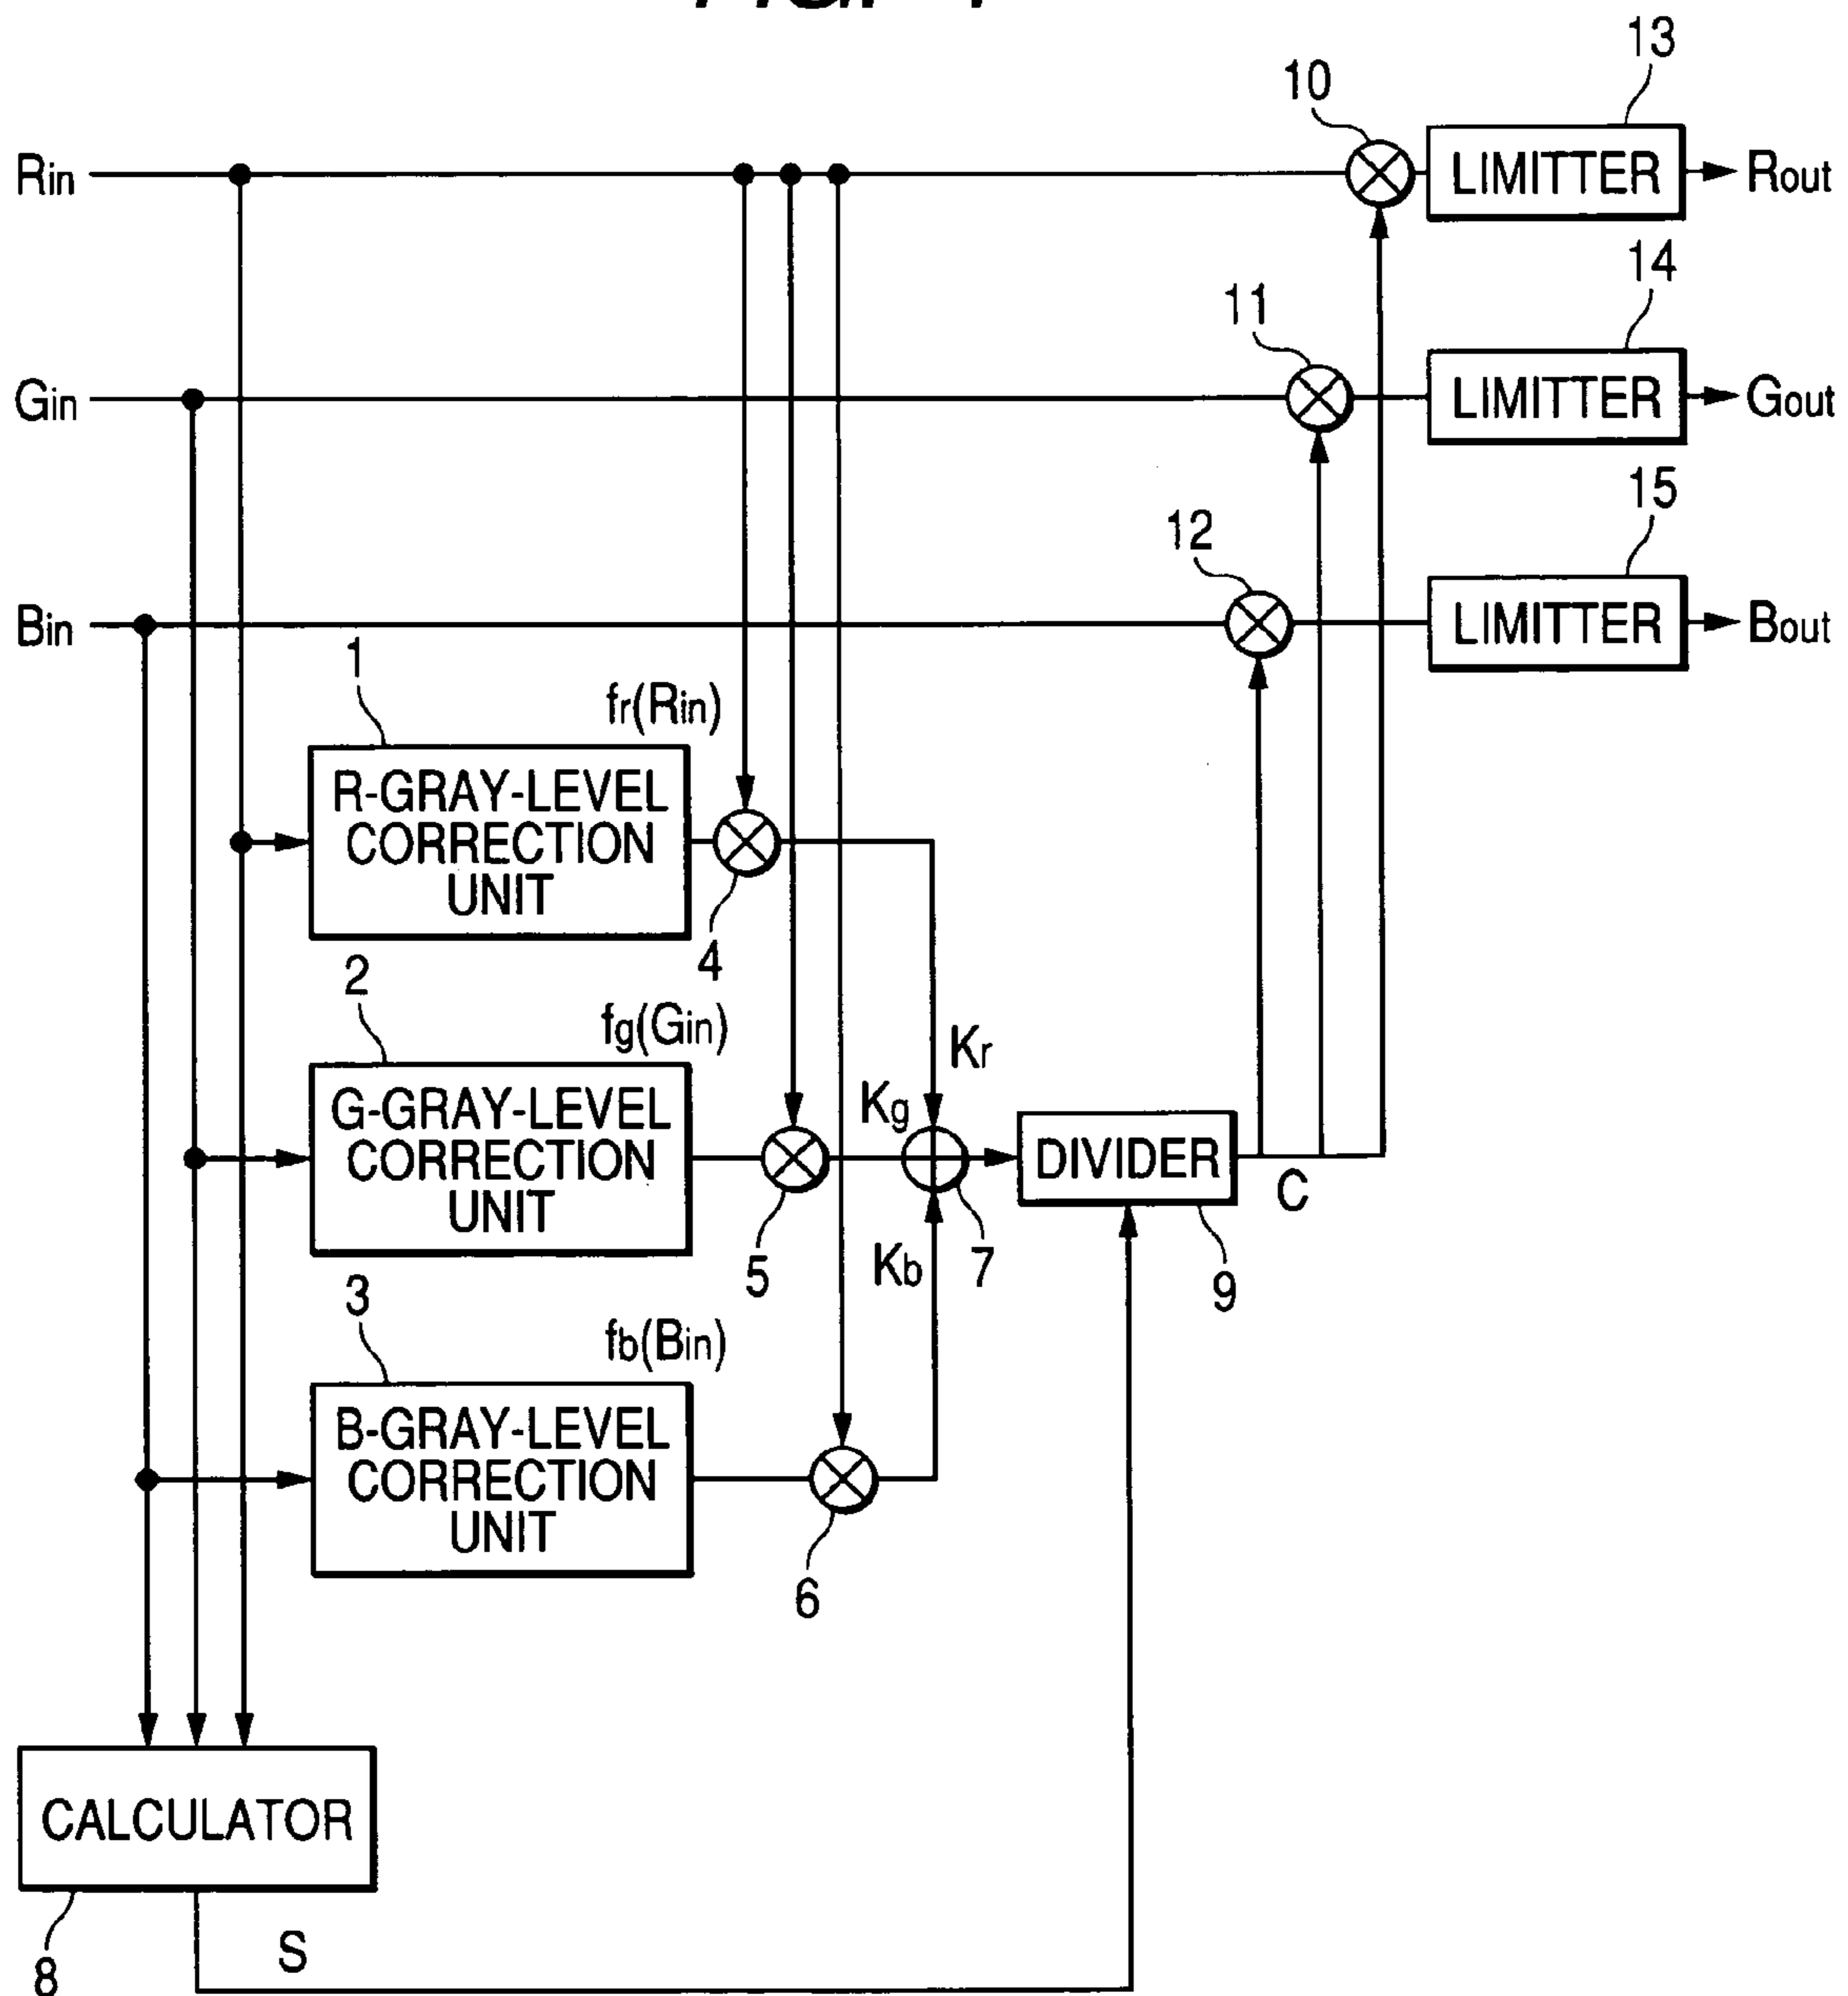 13
10
Rin
LIMITTER
Rout
14
11
Gin
LIMITTER
Gout
15
12
Bin
LIMITTER
Bout
1
fr(Rin)
R-GRAY-LEVEL
CORRECTION
UNIT
4
2
fg(Gin)
Kr
G-GRAY-LEVEL
CORRECTION
UNIT
Kg
DIVIDER
C
5
Kb
7
9
3
fb(Bin)
B-GRAY-LEVEL
CORRECTION
UNIT
6
CALCULATOR
8
S